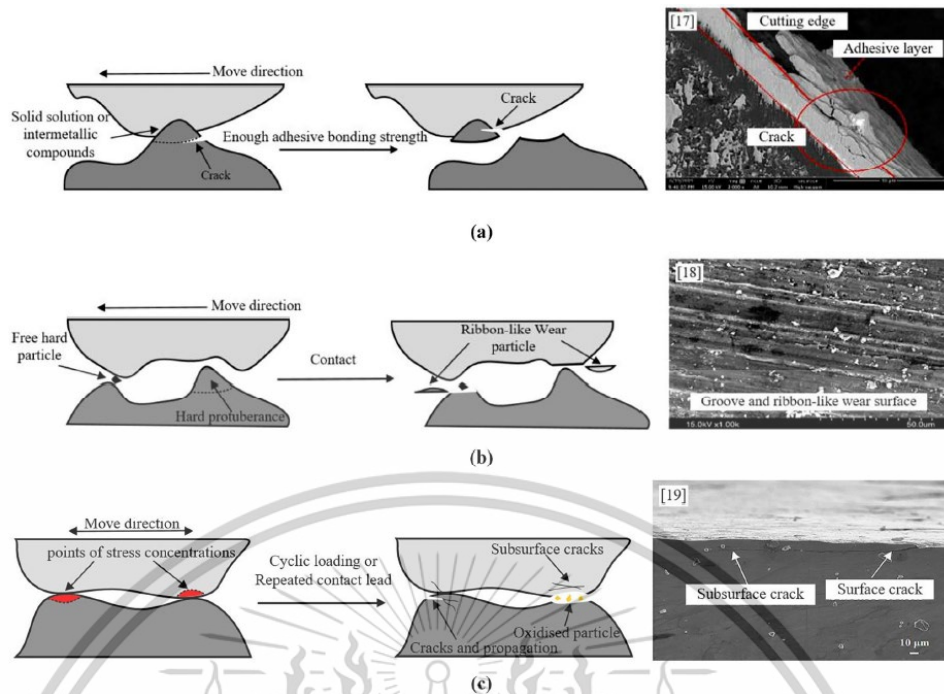 Move direction
Solid solution or
intermetallic
compounds
Crack
Enough adhesive bonding strength
Crack
[17]
Cutting edge
Adhesive layer
Crack
(a)
Move direction
Free hard
particle
Hard protuberance
Contact
Ribbon-like Wear
particle
[18]
Groove and ribbon-like wear surface
15.0kV x1.00k
50.0um
(b)
Move direction
points of stress concentrations
Cyclic loading or
Repeated contact lead
Subsurface cracks
Oxidised particle
Cracks and propagation
[19]
Subsurface crack
Surface crack
10 μm
(c)